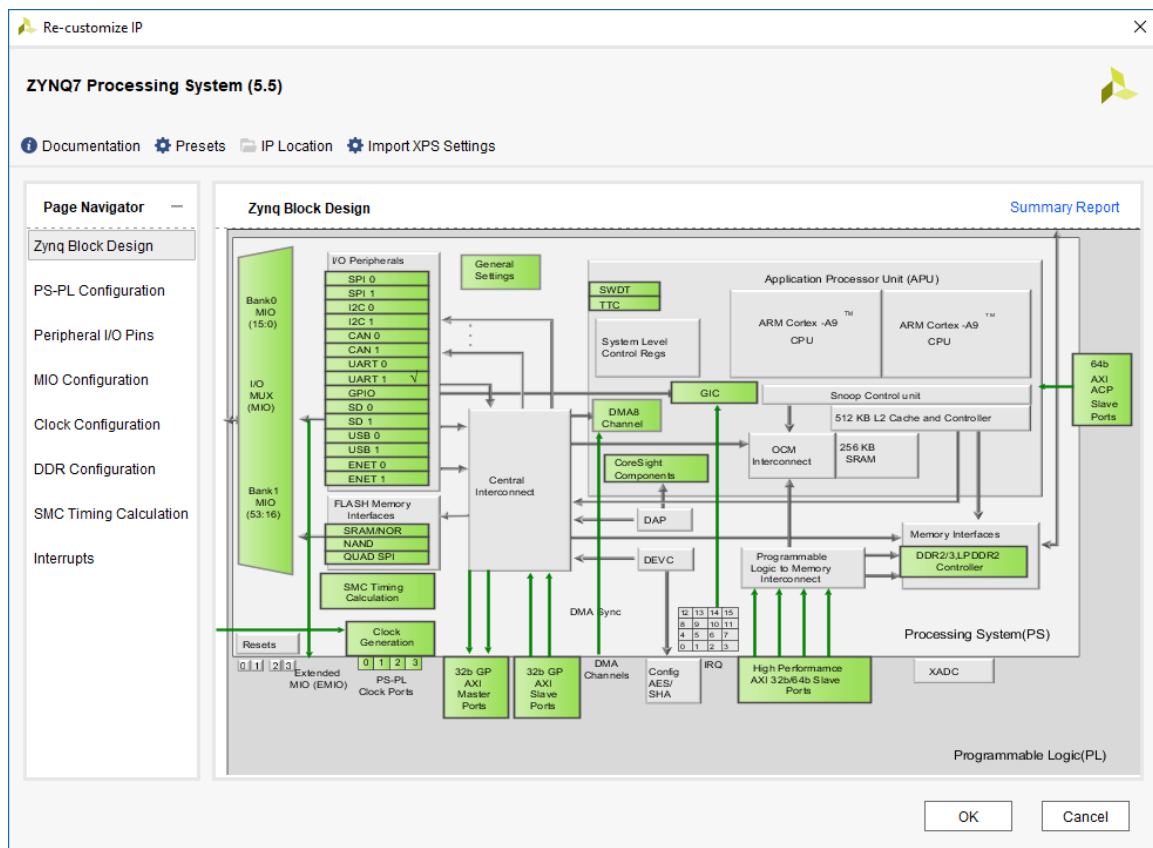 Re-customize IP
ZYNQ7 Processing System (5.5)
Documentation
Presets
IP Location
Import XPS Settings
Page Navigator
Zynq Block Design
PS-PL Configuration
Peripheral I/O Pins
MIO Configuration
Clock Configuration
DDR Configuration
SMC Timing Calculation
Interrupts
Zynq Block Design
Summary Report
Bank0
MIO
(15:0)
I/O
MUX
(MIO)
Bank1
MIO
(53:16)
I/O Peripherals
SPI 0
SPI 1
I2C 0
I2C 1
CAN 0
CAN 1
UART 0
UART 1 √
GPIO
SD 0
SD 1
USB 0
USB 1
ENET 0
ENET 1
FLASH Memory
Interfaces
SRAM/NOR
NAND
QUAD SPI
SMC Timing
Calculation
General
Settings
Application Processor Unit (APU)
SWDT
TTC
System Level
Control Regs
ARM Cortex -A9 TM
CPU
ARM Cortex -A9 TM
CPU
GIC
Snoop Control unit
512 KB L2 Cache and Controller
64b
AXI
ACP
Slave
Ports
DMA8
Channel
OCM
Interconnect
256 KB
SRAM
CoreSight
Components
Central
Interconnect
DAP
DEVC
Memory Interfaces
DDR2/3,LPDDR2
Controller
Programmable
Logic to Memory
Interconnect
DMA Sync
12 13 14 15
8 9 10 11
4 5 6 7
0 1 2 3
Processing System(PS)
Resets
0 1 2 3
Clock
Generation
0 1 2 3
Extended
MIO (EMIO)
PS-PL
Clock Ports
32b GP
AXI
Master
Ports
32b GP
AXI
Slave
Ports
DMA
Channels
Config
AES/
SHA
IRQ
High Performamce
AXI 32b/64b Slave
Ports
XADC
Programmable Logic(PL)
OK
Cancel